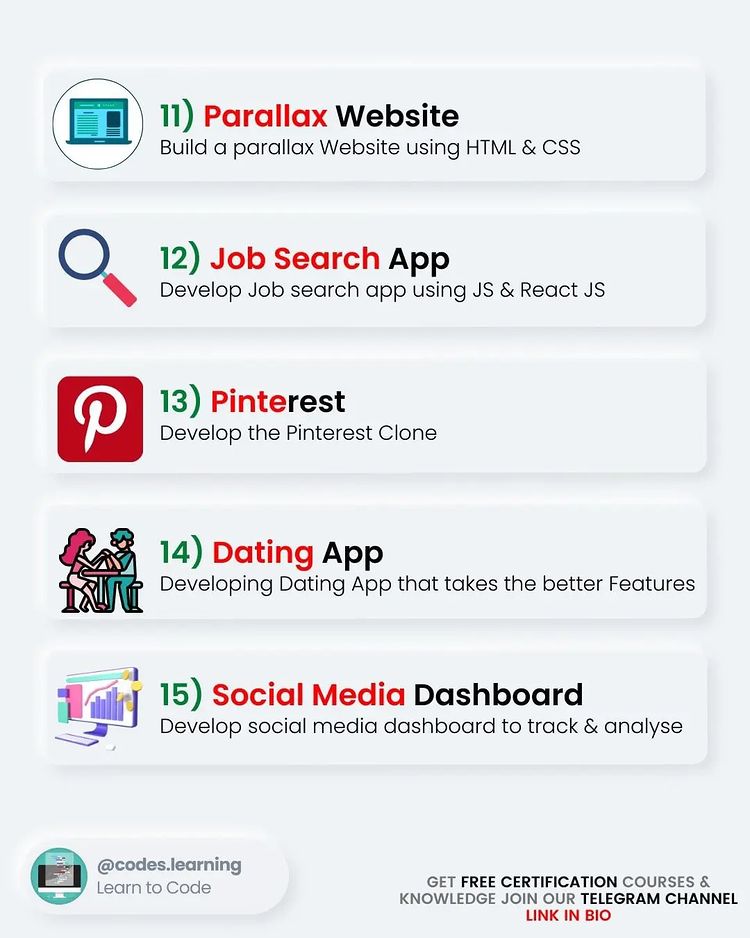 11) Parallax Website
Build a parallax Website using HTML & CSS
12) Job Search App
Develop Job search app using JS & React JS
13) Pinterest
Develop the Pinterest Clone
14) Dating App
Developing Dating App that takes the better Features
15) Social Media Dashboard
Develop social media dashboard to track & analyse
@codes.learning
Learn to Code
GET FREE CERTIFICATION COURSES &
KNOWLEDGE JOIN OUR TELEGRAM CHANNEL
LINK IN BIO